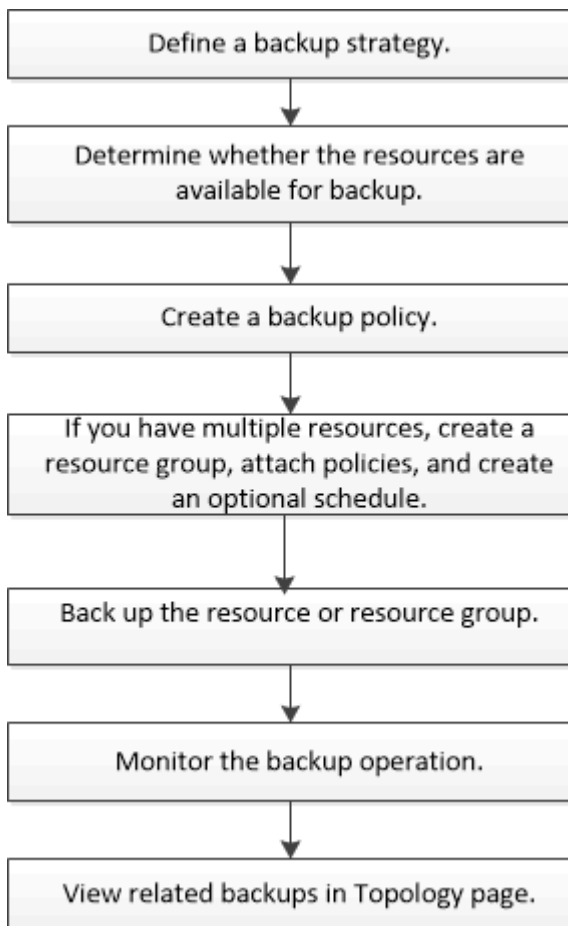 Define a backup strategy.
Determine whether the resources are
available for backup.
Create a backup policy.
If you have multiple resources, create a
resource group, attach policies, and create
an optional schedule.
Back up the resource or resource group.
Monitor the backup operation.
View related backups in Topology page.